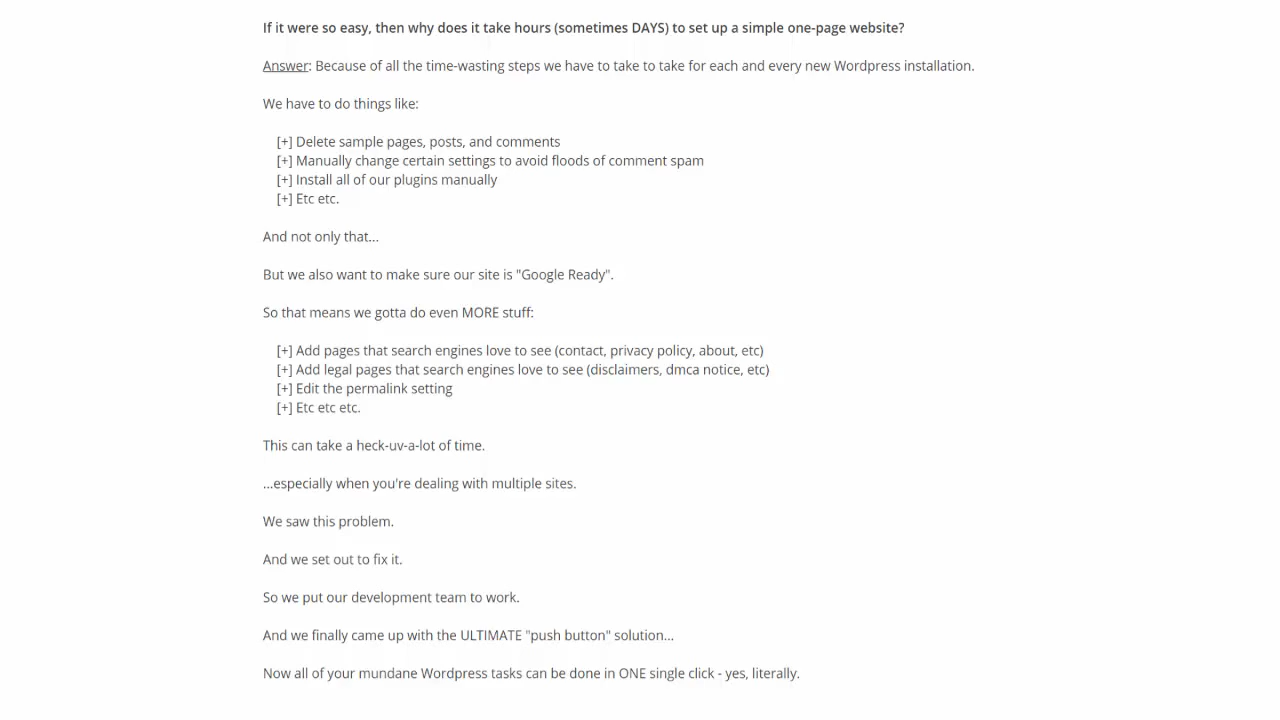 If it were so easy, then why does it take hours (sometimes DAYS) to set up a simple one-page website?
Answer: Because of all the time-wasting steps we have to take to take for each and every new Wordpress installation.
We have to do things like:
[+] Delete sample pages, posts, and comments
[+] Manually change certain settings to avoid floods of comment spam
[+] Install all of our plugins manually
[+] Etc etc.
And not only that...
But we also want to make sure our site is "Google Ready".
So that means we gotta do even MORE stuff:
[+] Add pages that search engines love to see (contact, privacy policy, about, etc)
[+] Add legal pages that search engines love to see (disclaimers, dmca notice, etc)
[+] Edit the permalink setting
[+] Etc etc etc.
This can take a heck-uv-a-lot of time.
...especially when you're dealing with multiple sites.
We saw this problem.
And we set out to fix it.
So we put our development team to work.
And we finally came up with the ULTIMATE "push button" solution...
Now all of your mundane Wordpress tasks can be done in ONE single click - yes, literally.